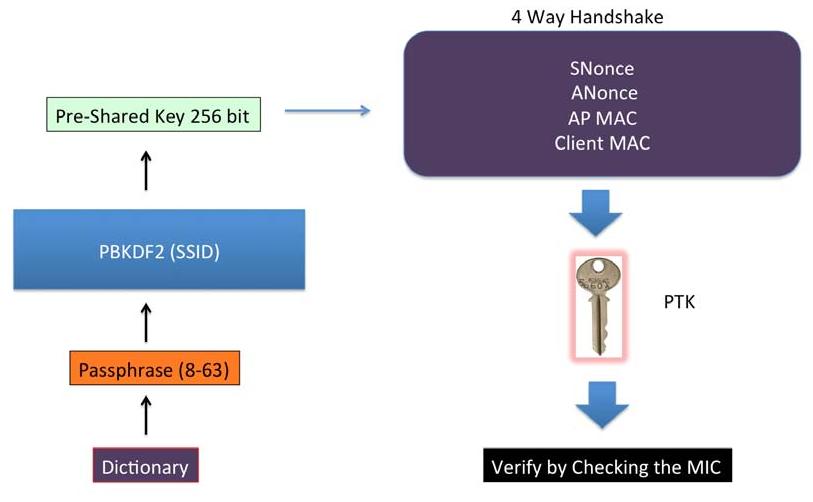 4 Way Handshake
SNonce
ANonce
AP MAC
Client MAC
Pre-Shared Key 256 bit
PBKDF2 (SSID)
Passphrase (8-63)
Dictionary
PTK
Verify by Checking the MIC